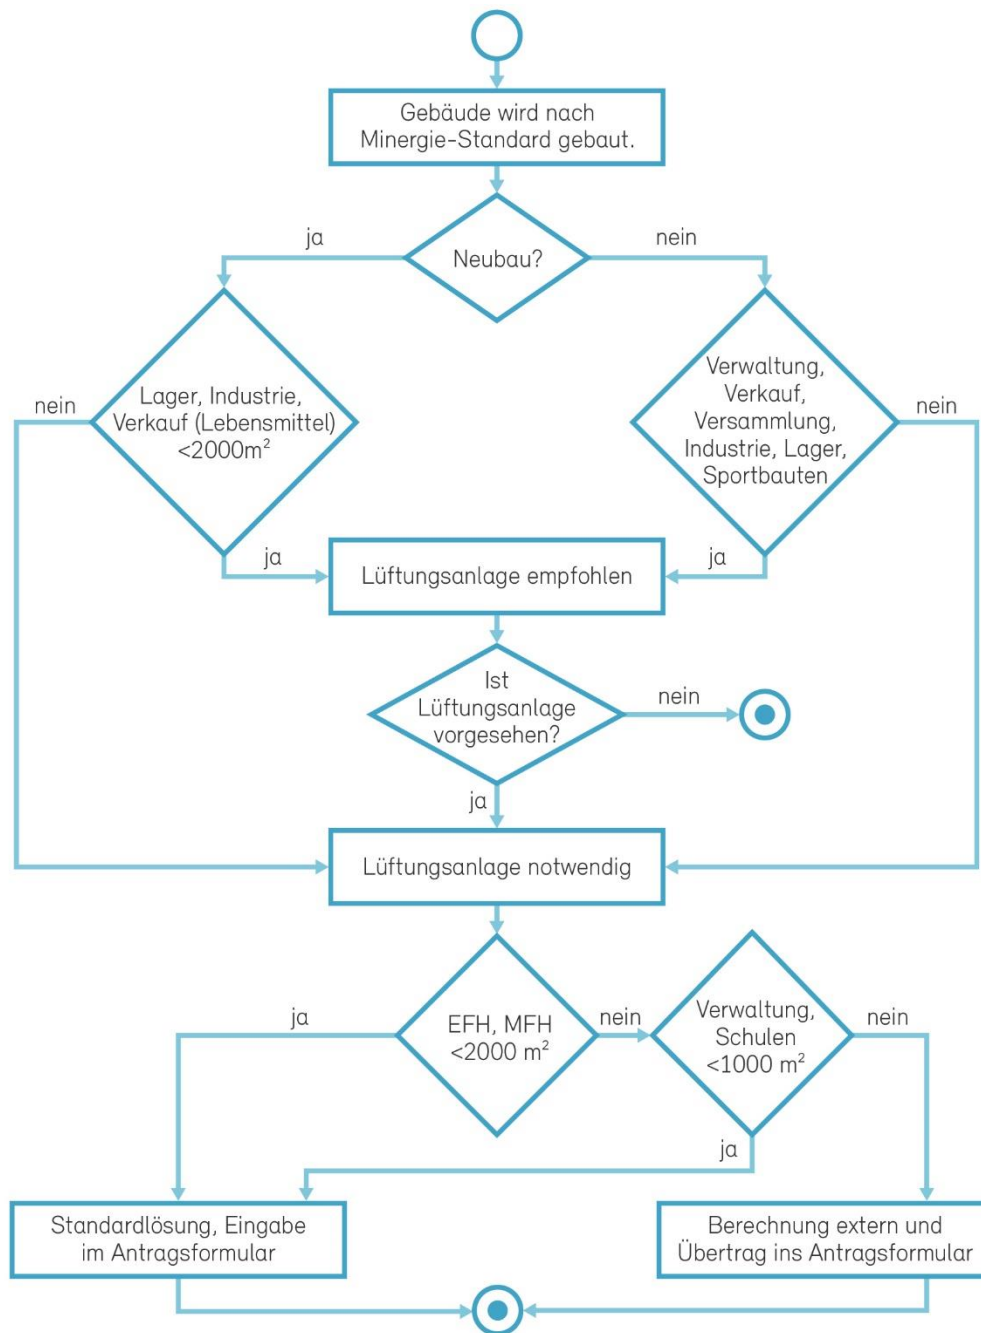 Gebäude wird nach
Minergie-Standard gebaut.
ja
nein
Neubau?
nein
Lager, Industrie,
Verkauf (Lebensmittel)
<2000m²
Verwaltung,
Verkauf,
Versammlung,
Industrie, Lager,
Sportbauten
nein
ja
Lüftungsanlage empfohlen
ja
Ist
Lüftungsanlage
vorgesehen?
nein
ja
Lüftungsanlage notwendig
ja
EFH, MFH
<2000 m²
nein
Verwaltung,
Schulen
<1000 m²
nein
ja
Standardlösung, Eingabe
im Antragsformular
Berechnung extern und
Übertrag ins Antragsformular